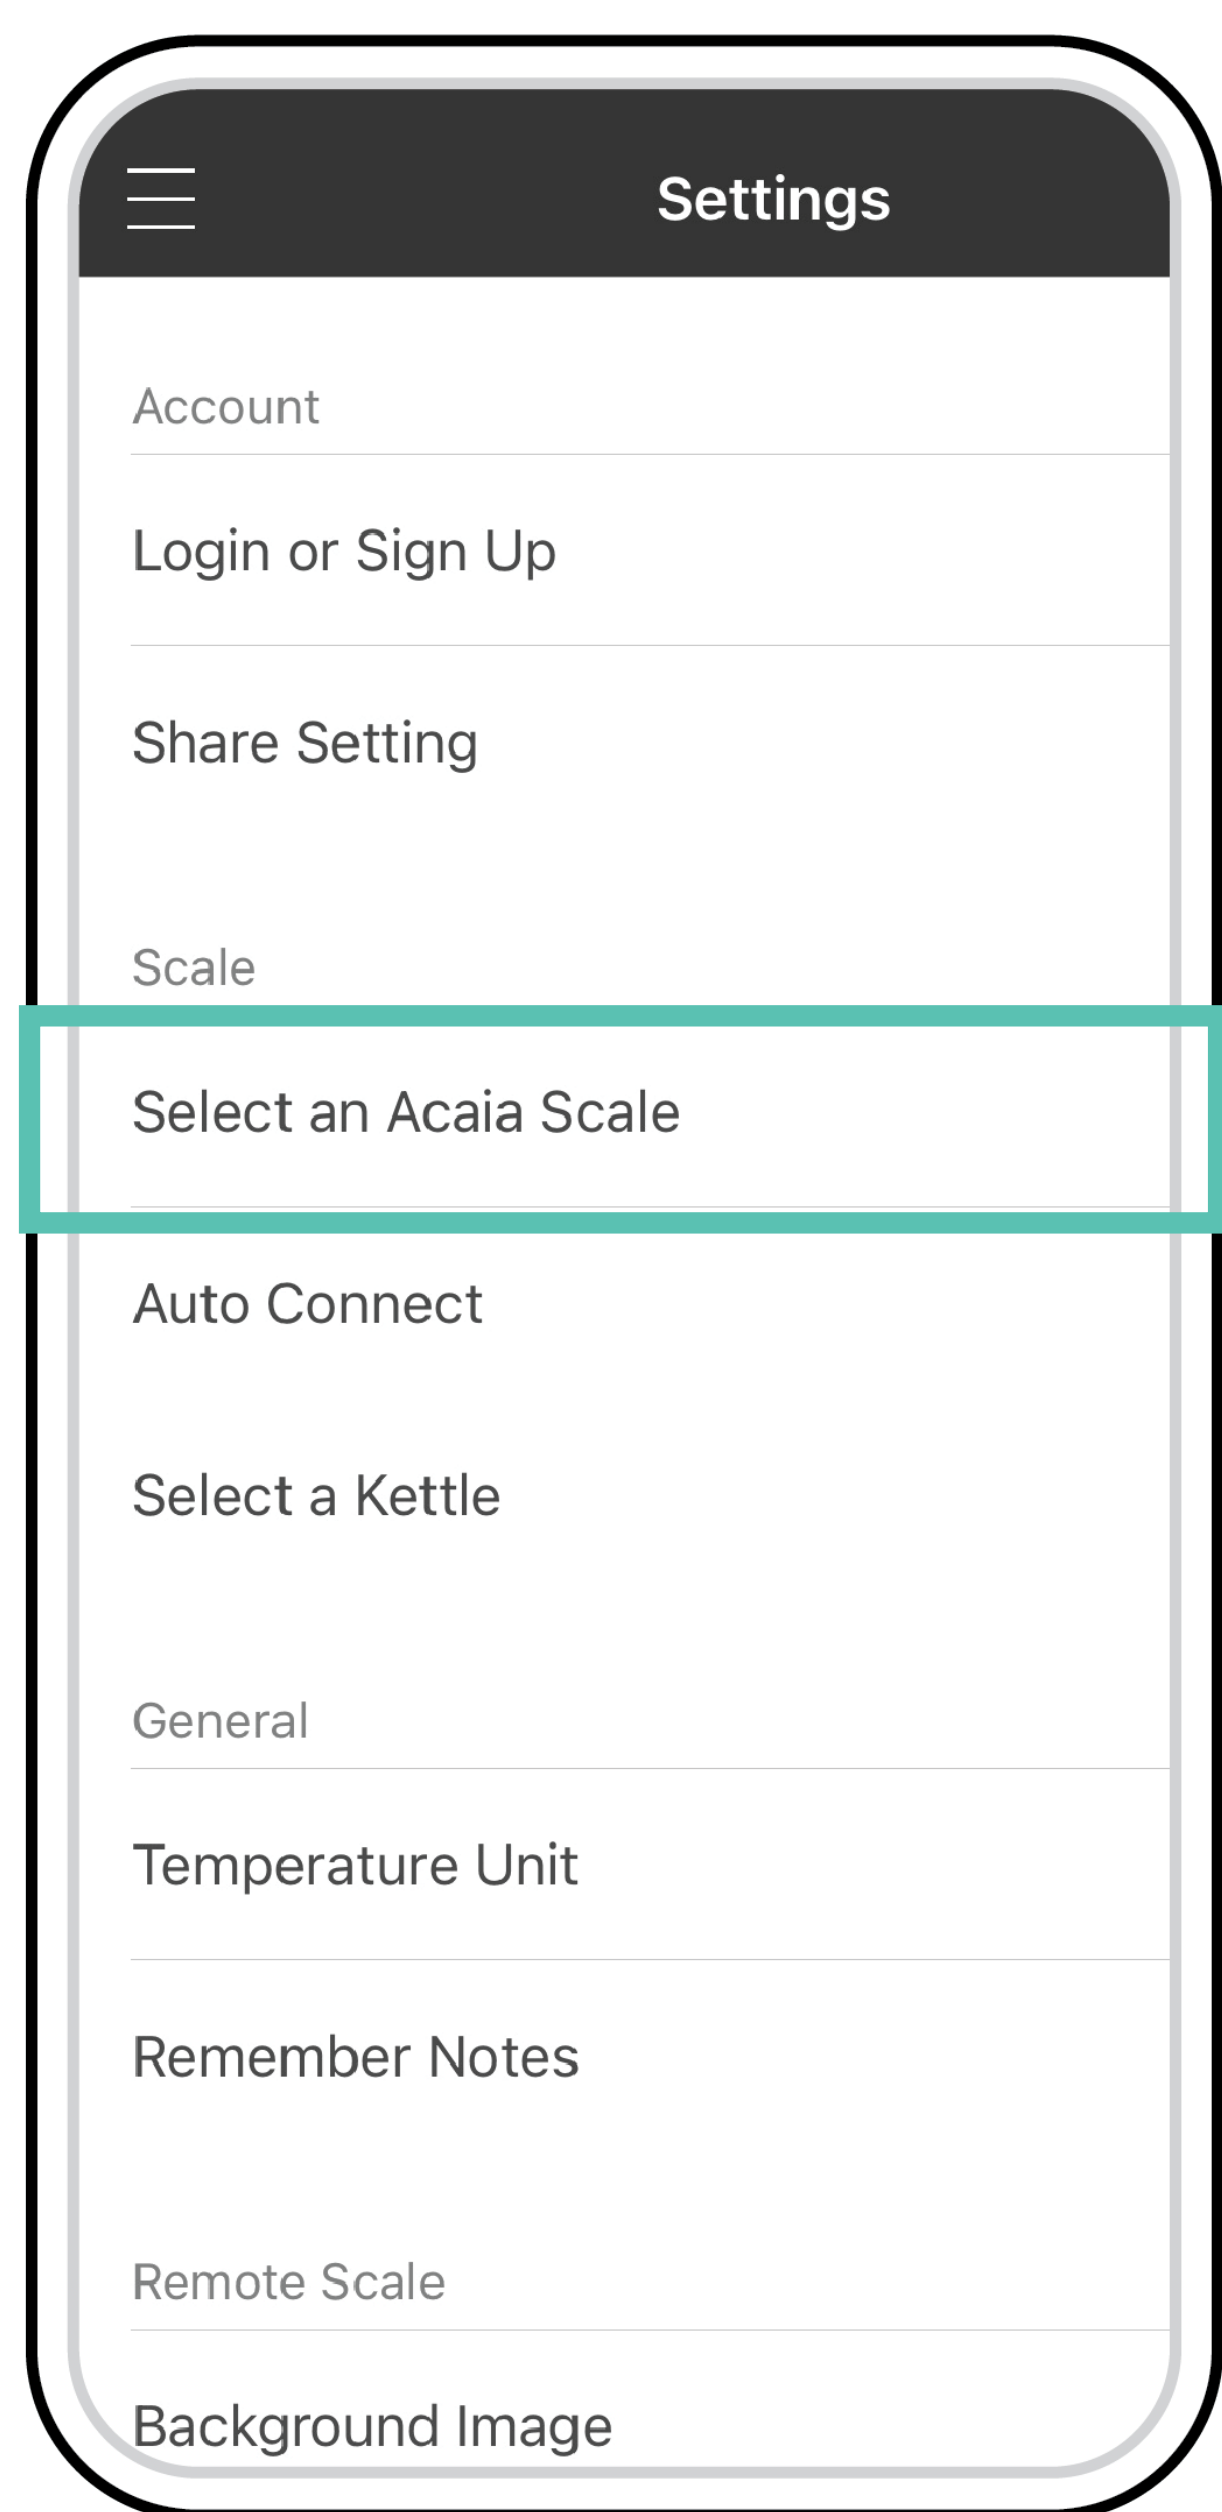 Settings
Account
Login or Sign Up
Share Setting
Scale
Select an Acaia Scale
Auto Connect
Select a Kettle
General
Temperature Unit
Remember Notes
Remote Scale
Background Image